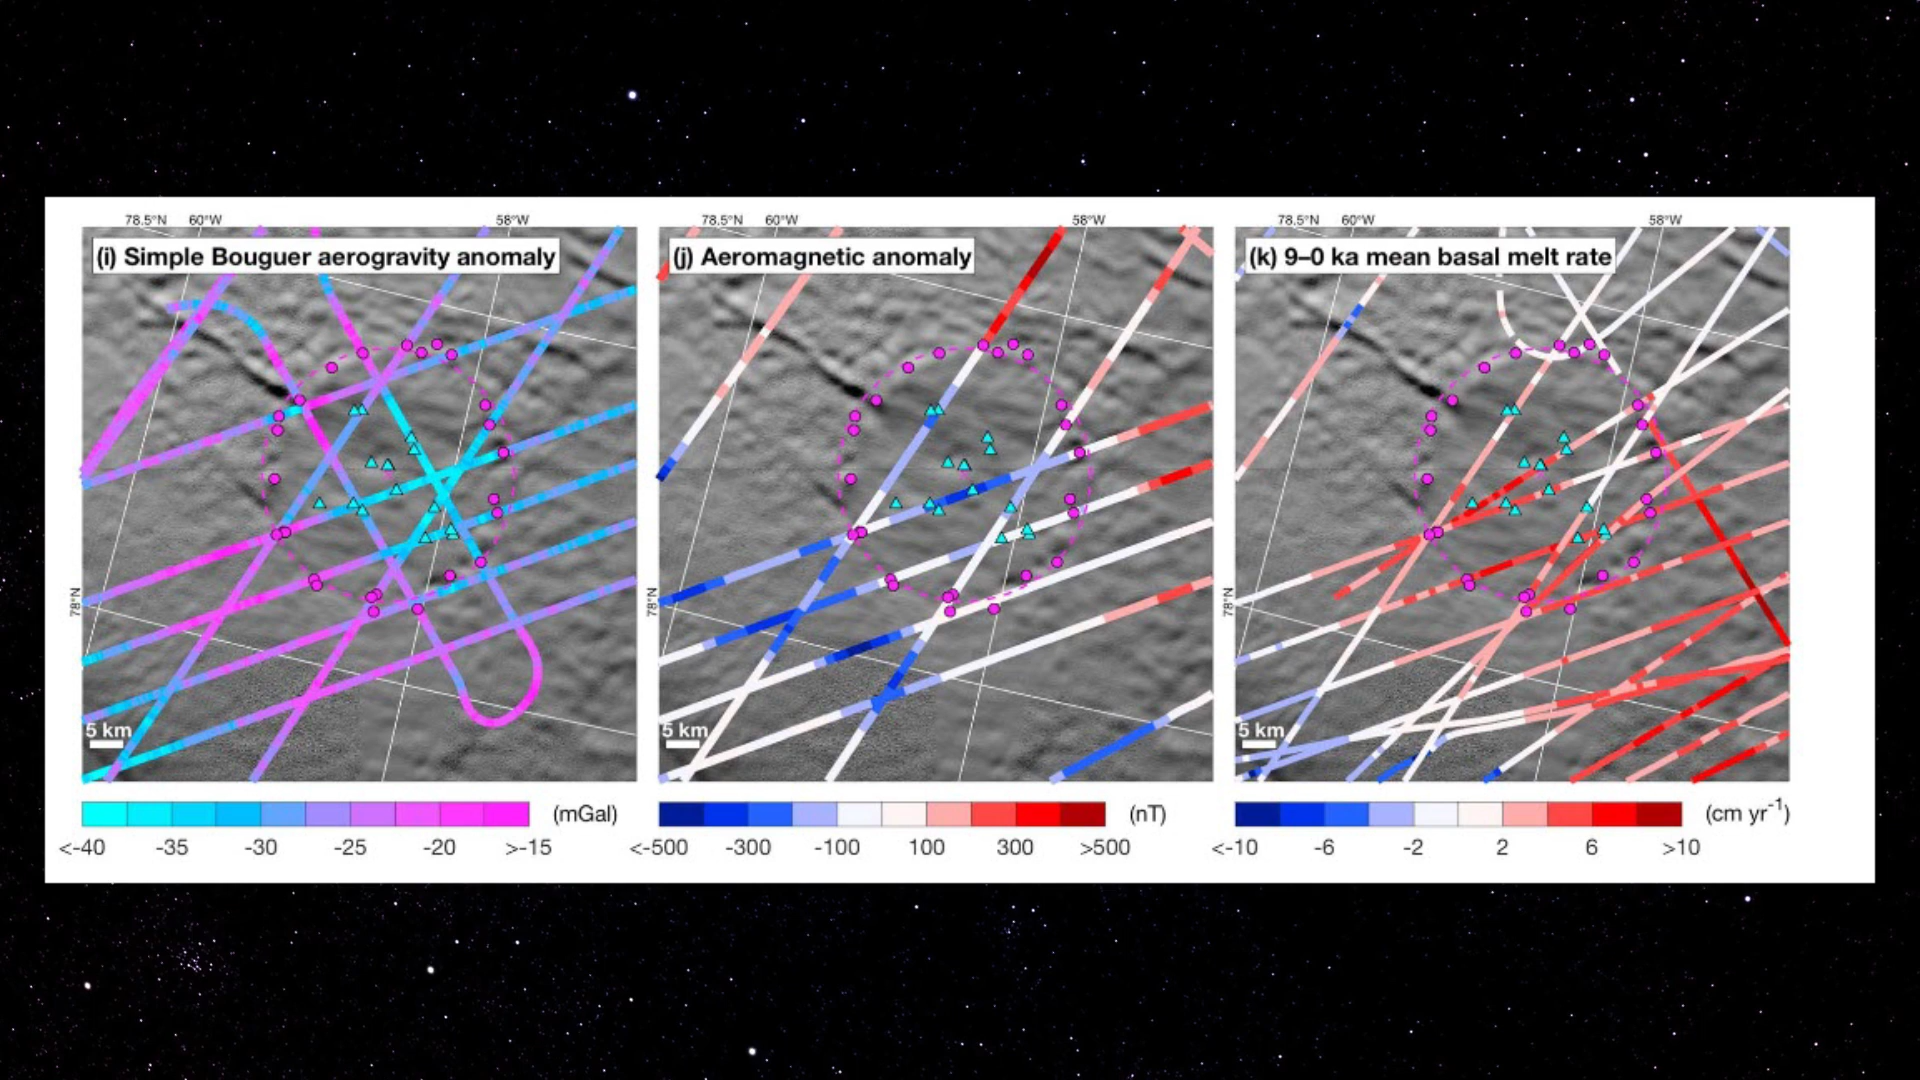 78.5°N 60°W 58°W
(i) Simple Bouguer aerogravity anomaly
78°N
5 km
(mGal)
<-40 -35 -30 -25 -20 >-15
78.5°N 60°W 58°W
(j) Aeromagnetic anomaly
78°N
5 km
(nT)
<-500 -300 -100 100 300 >500
78.5°N 60°W 58°W
(k) 9–0 ka mean basal melt rate
78°N
5 km
(cm yr⁻¹)
<-10 -6 -2 2 6 >10